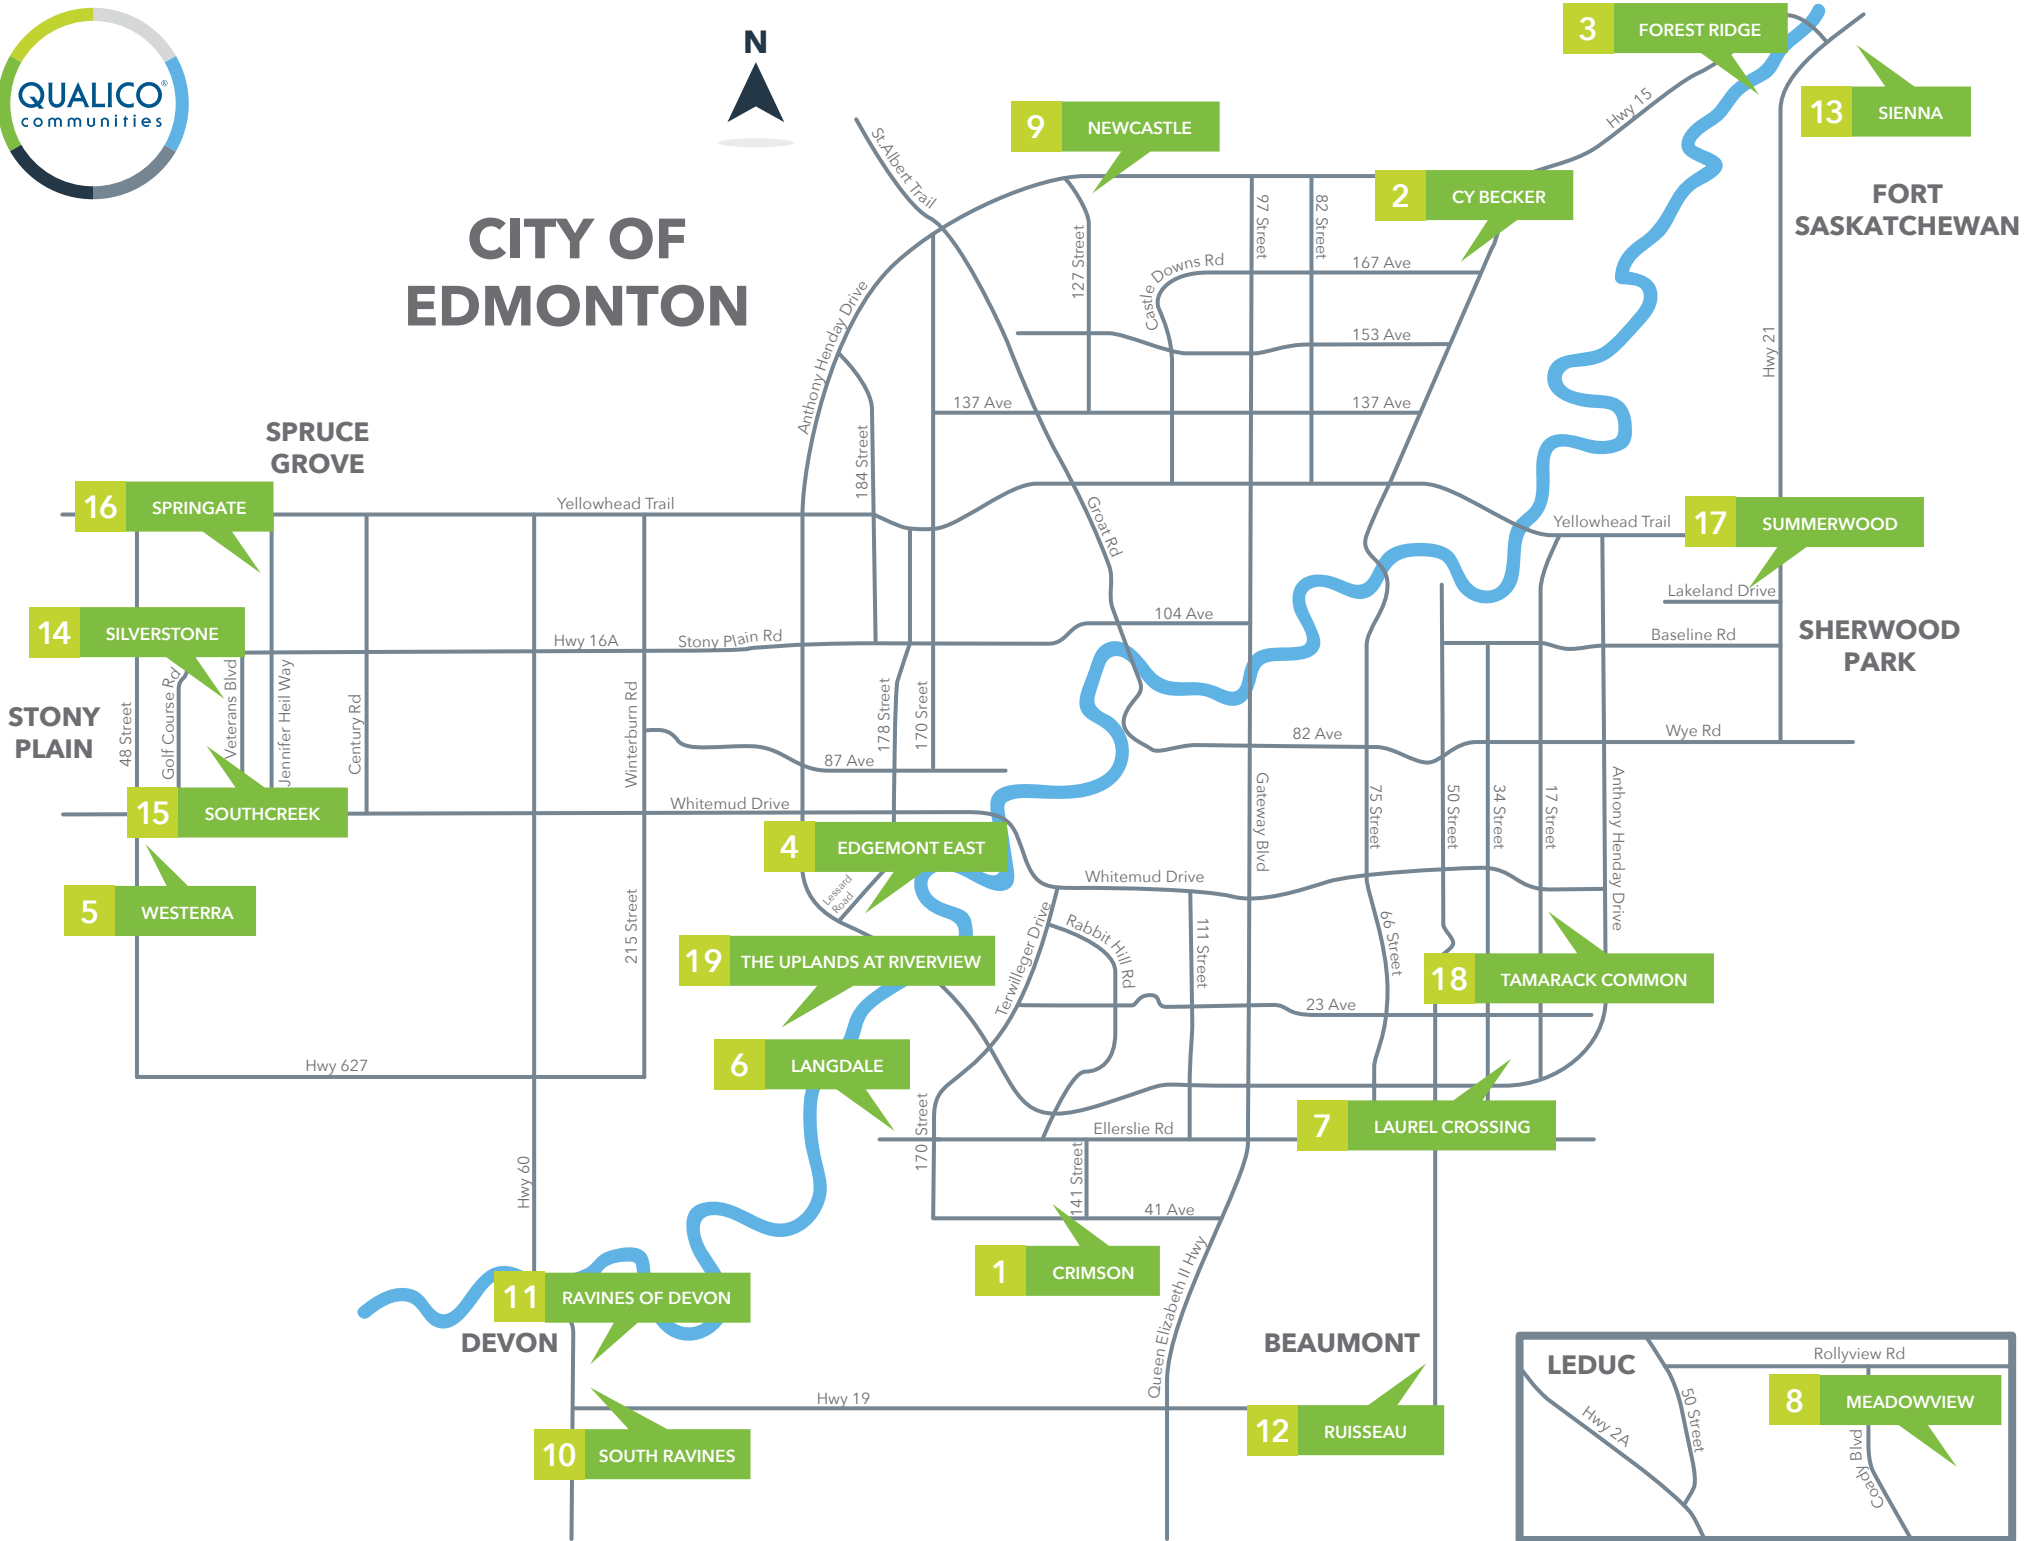 QUALICO®
communities
N
CITY OF
EDMONTON
3 FOREST RIDGE
13 SIENNA
9 NEWCASTLE
2 CY BECKER
FORT
SASKATCHEWAN
Hwy 15
St.Albert Trail
97 Street
82 Street
127 Street
Castle Downs Rd
167 Ave
153 Ave
Hwy 21
Anthony Henday Drive
137 Ave
137 Ave
184 Street
SPRUCE
GROVE
16 SPRINGATE
Yellowhead Trail
Groat Rd
Yellowhead Trail
17 SUMMERWOOD
Lakeland Drive
14 SILVERSTONE
Hwy 16A
Stony Plain Rd
104 Ave
Baseline Rd
SHERWOOD
PARK
STONY
PLAIN
48 Street
Golf Course Rd
Veterans Blvd
Jennifer Heil Way
Century Rd
Winterburn Rd
178 Street
170 Sreet
82 Ave
Wye Rd
87 Ave
15 SOUTHCREEK
Whitemud Drive
Gateway Blvd
75 Street
50 Street
34 Street
17 Street
Anthony Henday Drive
4 EDGEMONT EAST
Lessard
Road
Whitemud Drive
5 WESTERRA
215 Street
Terwilleger Drive
Rabbit Hill Rd
111 Street
66 Street
19 THE UPLANDS AT RIVERVIEW
18 TAMARACK COMMON
23 Ave
Hwy 627
6 LANGDALE
170 Street
Ellerslie Rd
7 LAUREL CROSSING
Hwy 60
141 Street
41 Ave
1 CRIMSON
Queen Elizabeth II Hwy
11 RAVINES OF DEVON
DEVON
BEAUMONT
Hwy 19
12 RUISSEAU
10 SOUTH RAVINES
LEDUC
Rollyview Rd
50 Street
Hwy 2A
8 MEADOWVIEW
Coady Blvd